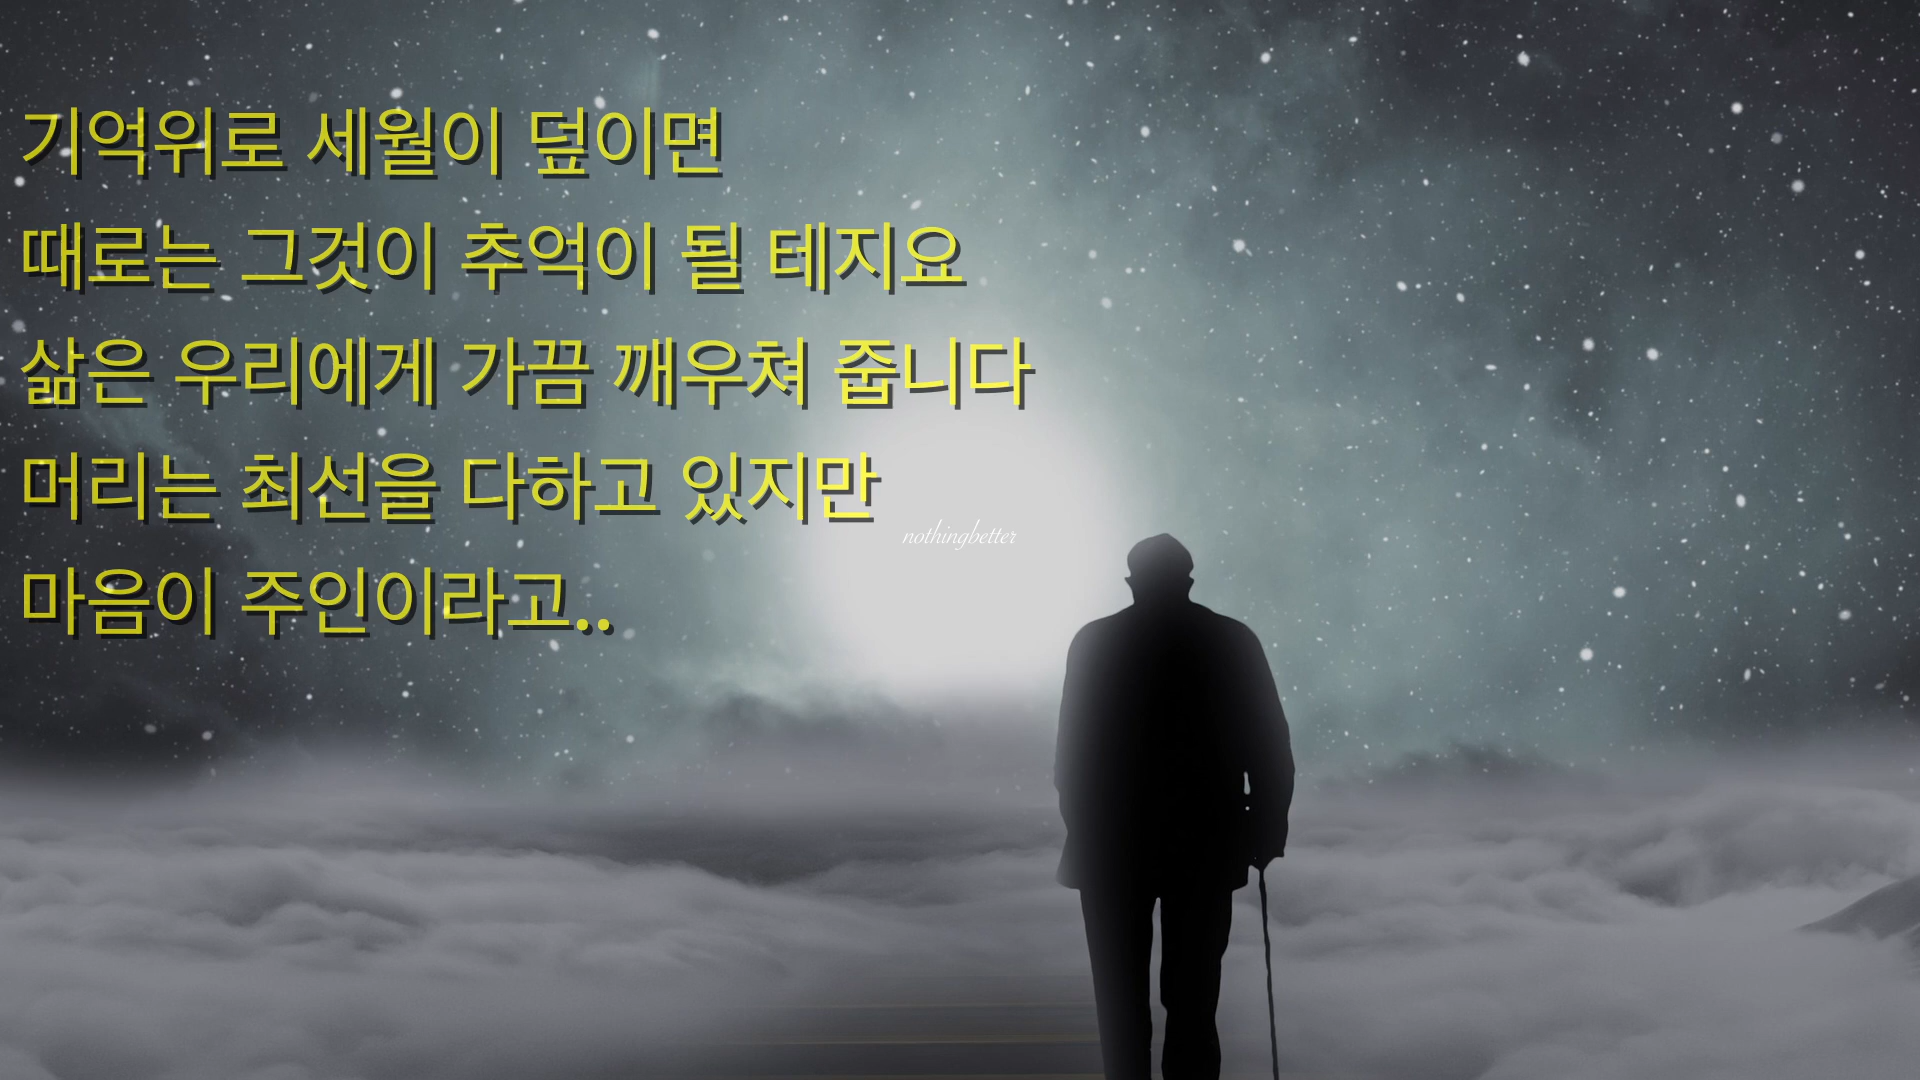 기억위로 세월이 덮이면
때로는 그것이 추억이 될 테지요
삶은 우리에게 가끔 깨우쳐 줍니다
머리는 최선을 다하고 있지만
nothingbetter
마음이 주인이라고..